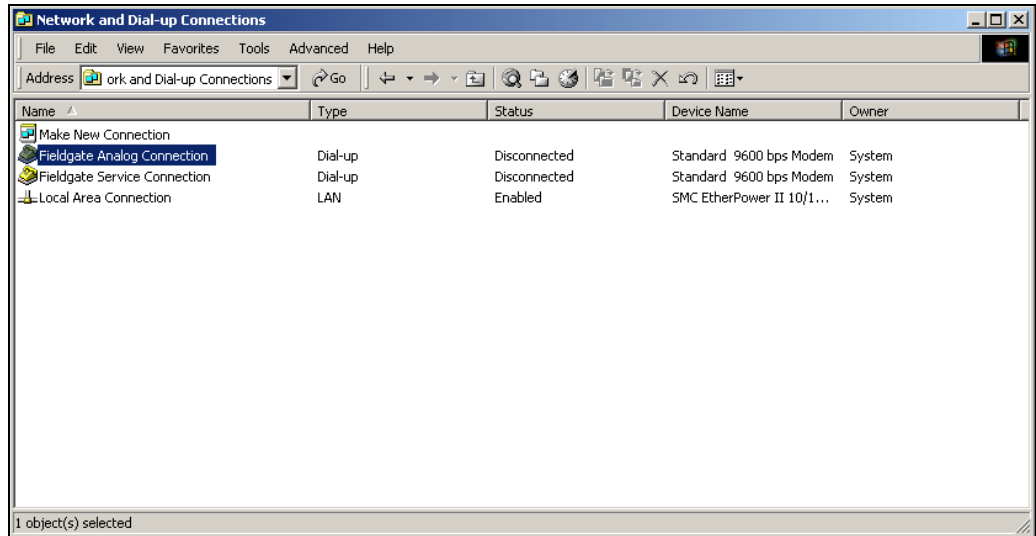 Network and Dial-up Connections
File Edit View Favorites Tools Advanced Help
Address ork and Dial-up Connections Go
Name Type Status Device Name Owner
Make New Connection
Fieldgate Analog Connection Dial-up Disconnected Standard 9600 bps Modem System
Fieldgate Service Connection Dial-up Disconnected Standard 9600 bps Modem System
Local Area Connection LAN Enabled SMC EtherPower II 10/1... System
1 object(s) selected